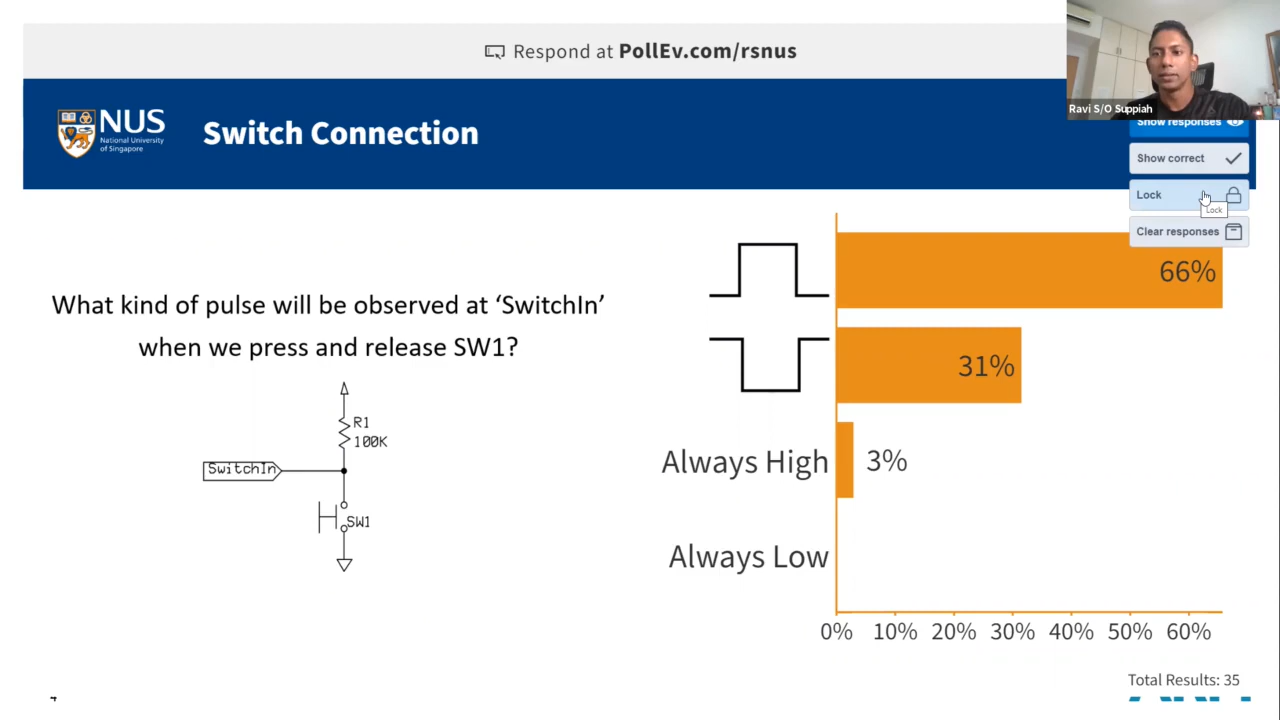 Respond at PollEv.com/rsnus
Ravi S/O Suppiah
NUS
National University
of Singapore
Switch Connection
Show responses
Show correct
Lock
Lock
Clear responses
What kind of pulse will be observed at ‘SwitchIn’
when we press and release SW1?
R1
100K
SwitchIn
SW1
66%
31%
Always High
3%
Always Low
0% 10% 20% 30% 40% 50% 60%
Total Results: 35
4